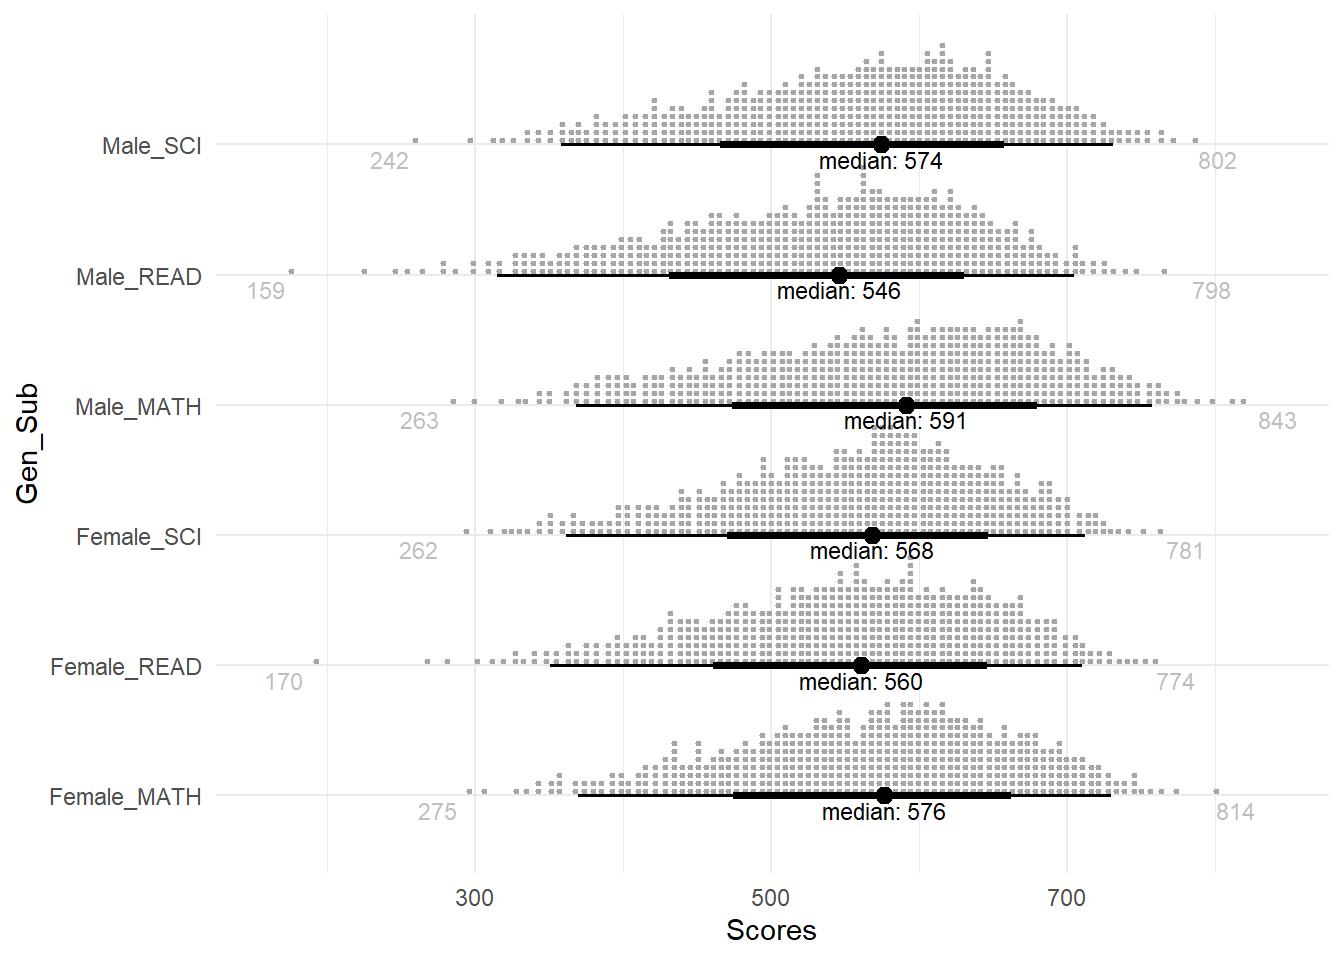 Male_SCI
242
median: 574
802
Male_READ
159
median: 546
798
Male_MATH
263
median: 591
843
Gen_Sub
Female_SCI
262
median: 568
781
Female_READ
170
median: 560
774
Female_MATH
275
median: 576
814
300
500
700
Scores